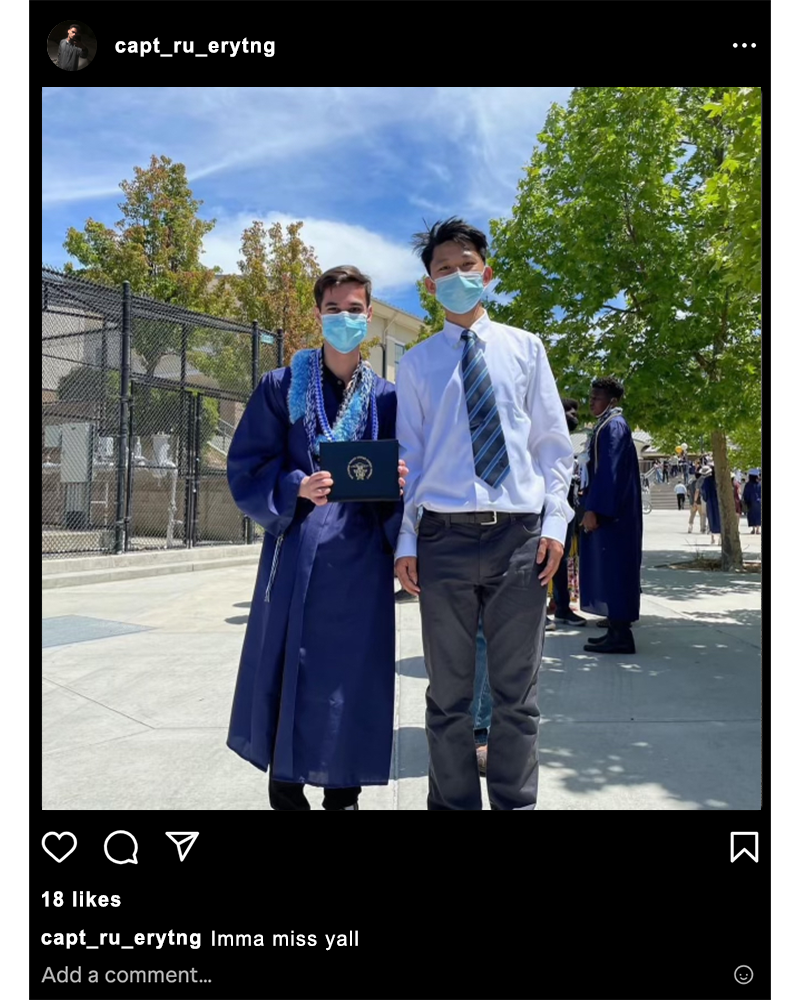 capt_ru_erytng
18 likes
capt_ru_erytng Imma miss yall
Add a comment...